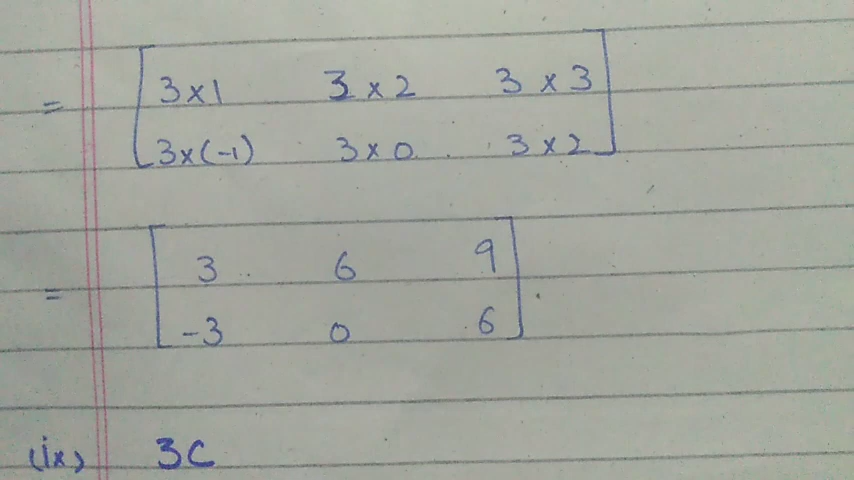 = [ 3×1 3×2 3×3
3×(-1) 3×0 3×2 ]
= [ 3 6 9
-3 0 6 ]
(ix) 3C